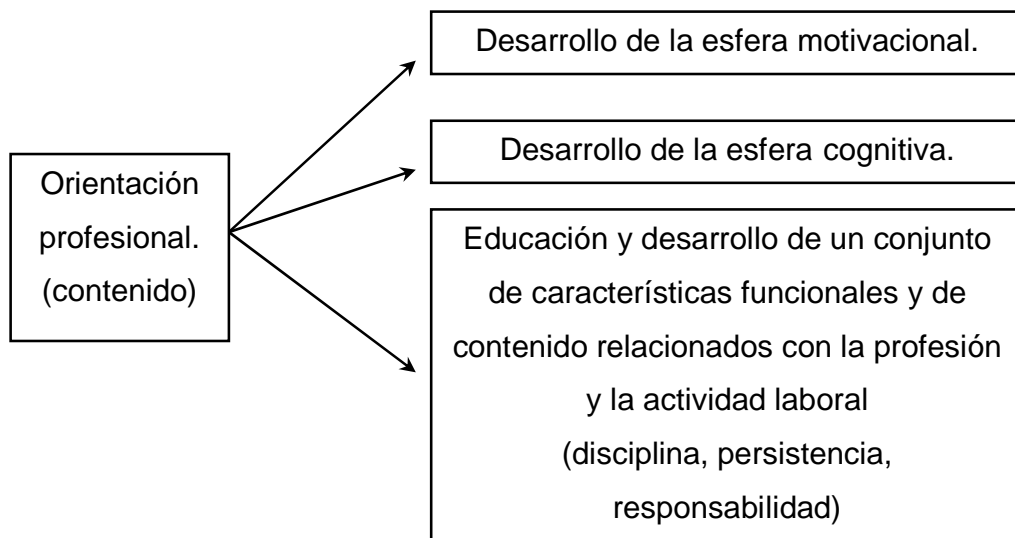 Desarrollo de la esfera motivacional.
Desarrollo de la esfera cognitiva.
Orientación
profesional.
(contenido)
Educación y desarrollo de un conjunto
de características funcionales y de
contenido relacionados con la profesión
y la actividad laboral
(disciplina, persistencia,
responsabilidad)